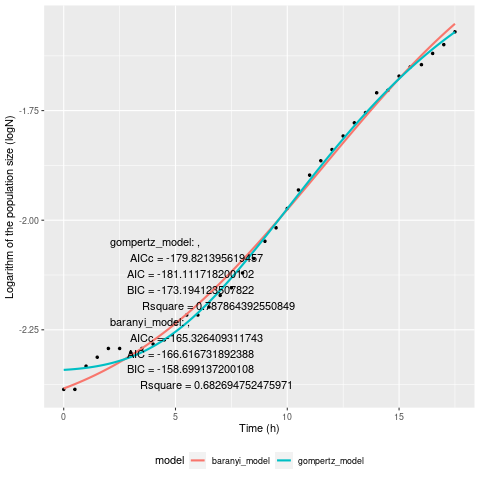 Logarithm of the population size (logN)
-1.75
-2.00
-2.25
gompertz_model: ,
AICc = -179.821395619457
AIC = -181.111718200102
BIC = -173.194123507822
Rsquare = 0.787864392550849
baranyi_model: ,
AICc = -165.326409311743
AIC = -166.616731892388
BIC = -158.699137200108
Rsquare = 0.682694752475971
0 5 10 15
Time (h)
model baranyi_model gompertz_model